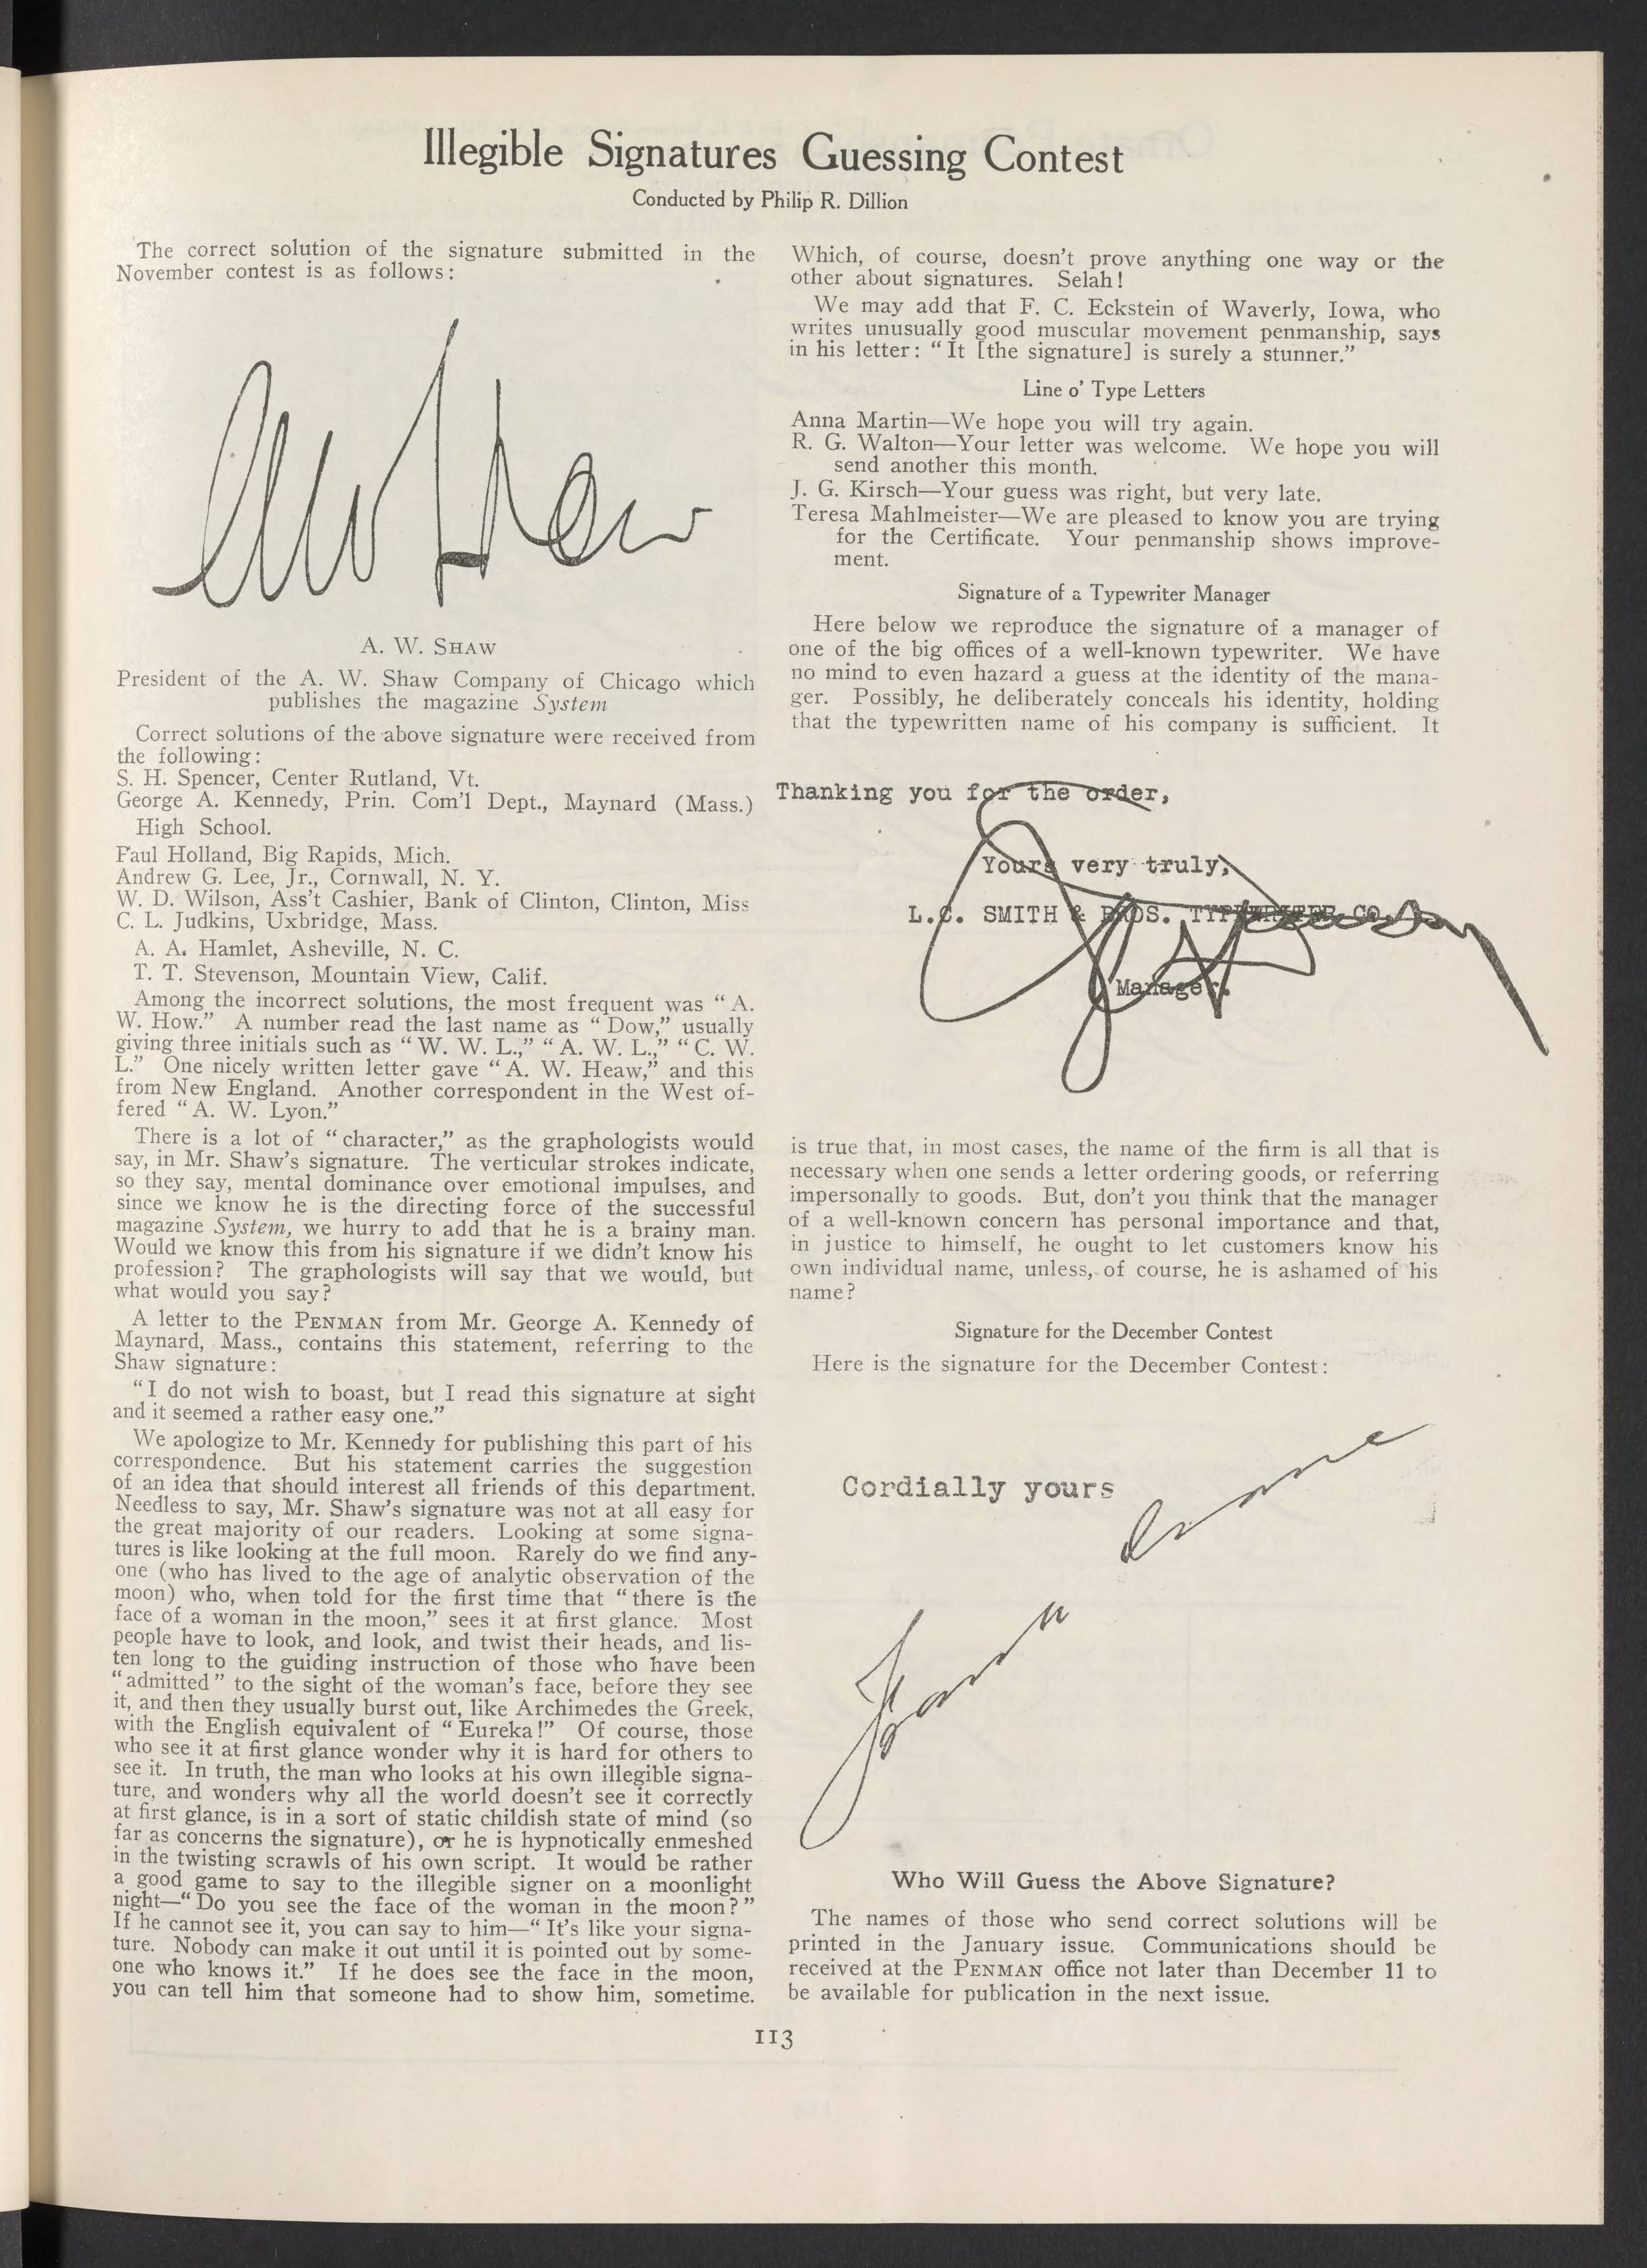 Illegible Signatures Guessing Contest
Conducted by Philip R. Dillion
The correct solution of the signature submitted in the
November contest is as follows:
A. W. SHAW
President of the A. W. Shaw Company of Chicago which
publishes the magazine System
Correct solutions of the above signature were received from
the following:
S. H. Spencer, Center Rutland, Vt.
George A. Kennedy, Prin. Com'l Dept., Maynard (Mass.)
High School.
Paul Holland, Big Rapids, Mich.
Andrew G. Lee, Jr., Cornwall, N. Y.
W. D. Wilson, Ass't Cashier, Bank of Clinton, Clinton, Miss
C. L. Judkins, Uxbridge, Mass.
A. A. Hamlet, Asheville, N. C.
T. T. Stevenson, Mountain View, Calif.
Among the incorrect solutions, the most frequent was "A.
W. How." A number read the last name as "Dow," usually
giving three initials such as "W. W. L.," "A. W. L.," "C. W.
L." One nicely written letter gave "A. W. Heaw," and this
from New England. Another correspondent in the West of-
fered "A. W. Lyon."
There is a lot of "character," as the graphologists would
say, in Mr. Shaw's signature. The verticular strokes indicate,
so they say, mental dominance over emotional impulses, and
since we know he is the directing force of the successful
magazine System, we hurry to add that he is a brainy man.
Would we know this from his signature if we didn't know his
profession? The graphologists will say that we would, but
what would you say?
A letter to the PENMAN from Mr. George A. Kennedy of
Maynard, Mass., contains this statement, referring to the
Shaw signature:
"I do not wish to boast, but I read this signature at sight
and it seemed a rather easy one."
We apologize to Mr. Kennedy for publishing this part of his
correspondence. But his statement carries the suggestion
of an idea that should interest all friends of this department.
Needless to say, Mr. Shaw's signature was not at all easy for
the great majority of our readers. Looking at some signa-
tures is like looking at the full moon. Rarely do we find any-
one (who has lived to the age of analytic observation of the
moon) who, when told for the first time that "there is the
face of a woman in the moon," sees it at first glance. Most
people have to look, and look, and twist their heads, and lis-
ten long to the guiding instruction of those who have been
"admitted" to the sight of the woman's face, before they see
it, and then they usually burst out, like Archimedes the Greek,
with the English equivalent of "Eureka!" Of course, those
who see it at first glance wonder why it is hard for others to
see it. In truth, the man who looks at his own illegible signa-
ture, and wonders why all the world doesn't see it correctly
at first glance, is in a sort of static childish state of mind (so
far as concerns the signature), or he is hypnotically enmeshed
in the twisting scrawls of his own script. It would be rather
a good game to say to the illegible signer on a moonlight
night—"Do you see the face of the woman in the moon?"
If he cannot see it, you can say to him—"It's like your signa-
ture. Nobody can make it out until it is pointed out by some-
one who knows it." If he does see the face in the moon,
you can tell him that someone had to show him, sometime.
Which, of course, doesn't prove anything one way or the
other about signatures. Selah!
We may add that F. C. Eckstein of Waverly, Iowa, who
writes unusually good muscular movement penmanship, says
in his letter: "It [the signature] is surely a stunner."
Line o' Type Letters
Anna Martin—We hope you will try again.
R. G. Walton—Your letter was welcome. We hope you will
send another this month.
J. G. Kirsch—Your guess was right, but very late.
Teresa Mahlmeister—We are pleased to know you are trying
for the Certificate. Your penmanship shows improve-
ment.
Signature of a Typewriter Manager
Here below we reproduce the signature of a manager of
one of the big offices of a well-known typewriter. We have
no mind to even hazard a guess at the identity of the mana-
ger. Possibly, he deliberately conceals his identity, holding
that the typewritten name of his company is sufficient. It
Thanking you for the order,
Yours very truly,
L.C. SMITH & BROS. TYPEWRITER CO.
Manager.
is true that, in most cases, the name of the firm is all that is
necessary when one sends a letter ordering goods, or referring
impersonally to goods. But, don't you think that the manager
of a well-known concern has personal importance and that,
in justice to himself, he ought to let customers know his
own individual name, unless, of course, he is ashamed of his
name?
Signature for the December Contest
Here is the signature for the December Contest:
Cordially yours
Who Will Guess the Above Signature?
The names of those who send correct solutions will be
printed in the January issue. Communications should be
received at the PENMAN office not later than December 11 to
be available for publication in the next issue.
113